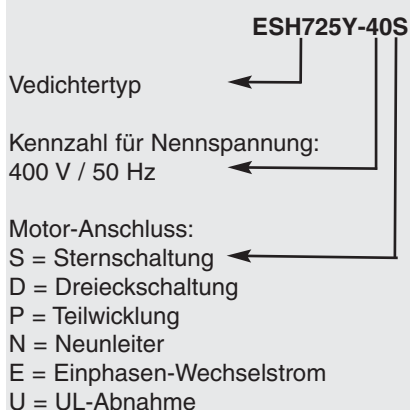 ESH725Y-40S
Vedichtertyp
Kennzahl für Nennspannung:
400 V / 50 Hz
Motor-Anschluss:
S = Sternschaltung
D = Dreieckschaltung
P = Teilwicklung
N = Neunleiter
E = Einphasen-Wechselstrom
U = UL-Abnahme